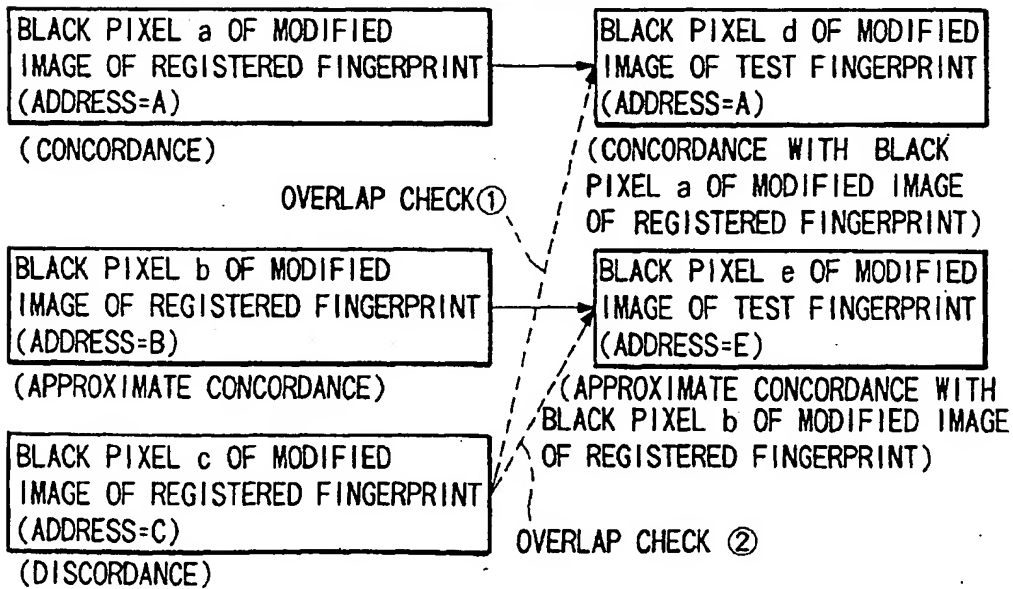 BLACK PIXEL a OF MODIFIED
IMAGE OF REGISTERED FINGERPRINT
(ADDRESS=A)
(CONCORDANCE)
BLACK PIXEL d OF MODIFIED
IMAGE OF TEST FINGERPRINT
(ADDRESS=A)
(CONCORDANCE WITH BLACK
PIXEL a OF MODIFIED IMAGE
OF REGISTERED FINGERPRINT)
OVERLAP CHECK①
BLACK PIXEL b OF MODIFIED
IMAGE OF REGISTERED FINGERPRINT
(ADDRESS=B)
(APPROXIMATE CONCORDANCE)
BLACK PIXEL e OF MODIFIED
IMAGE OF TEST FINGERPRINT
(ADDRESS=E)
(APPROXIMATE CONCORDANCE WITH
BLACK PIXEL b OF MODIFIED IMAGE
OF REGISTERED FINGERPRINT)
BLACK PIXEL c OF MODIFIED
IMAGE OF REGISTERED FINGERPRINT
(ADDRESS=C)
(DISCORDANCE)
OVERLAP CHECK ②